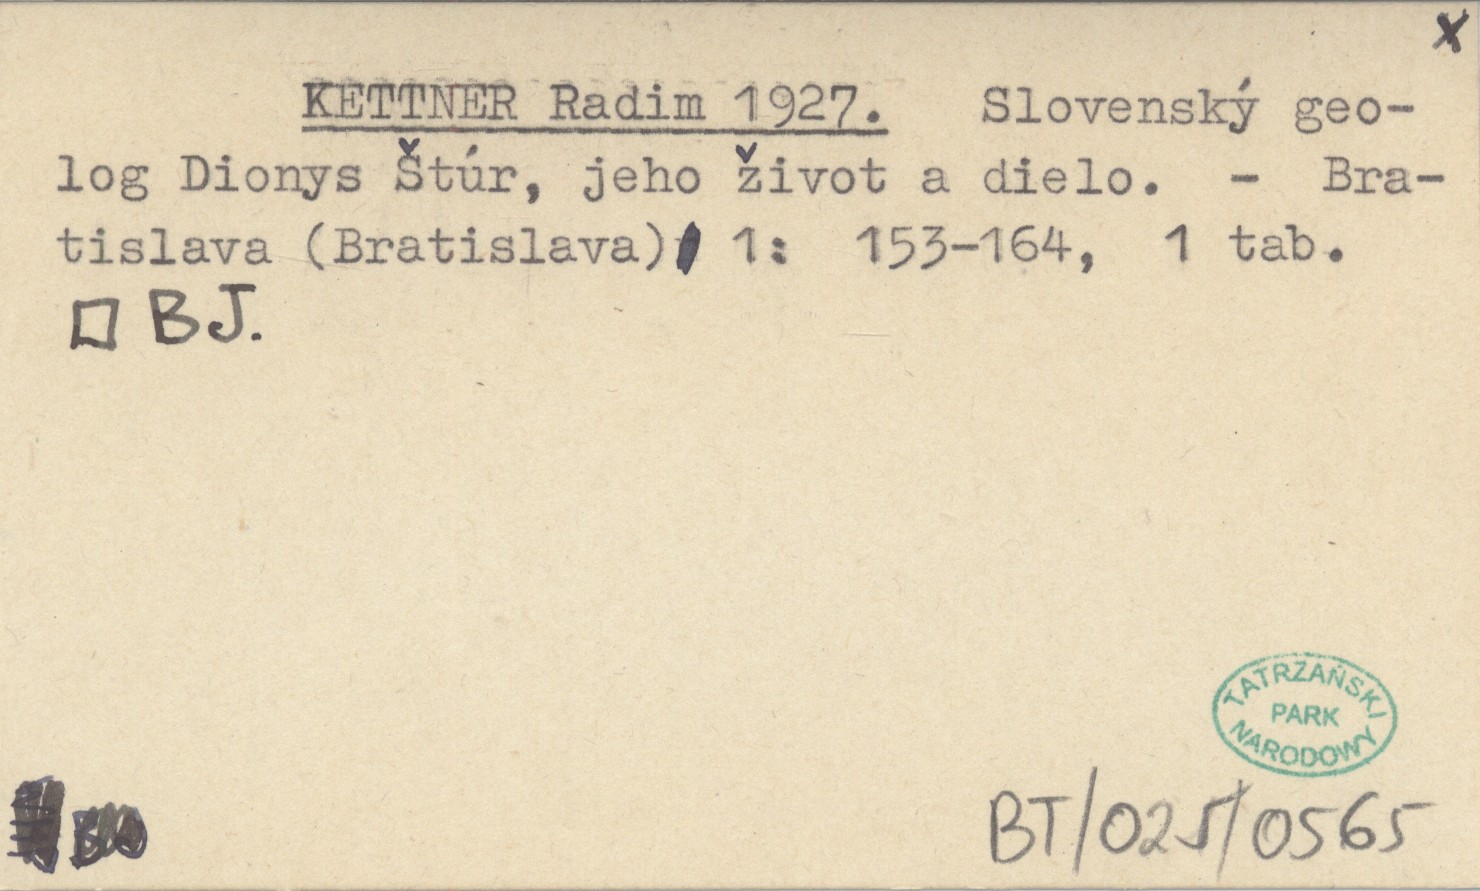 x
KETTNER Radim 1927. Slovenský geo-
log Dionys Štúr, jeho život a dielo. - Bra-
tislava (Bratislava) 1: 153-164, 1 tab.
□ BJ.
TATRZAŃSKI
PARK
NARODOWY
BT/025/0565